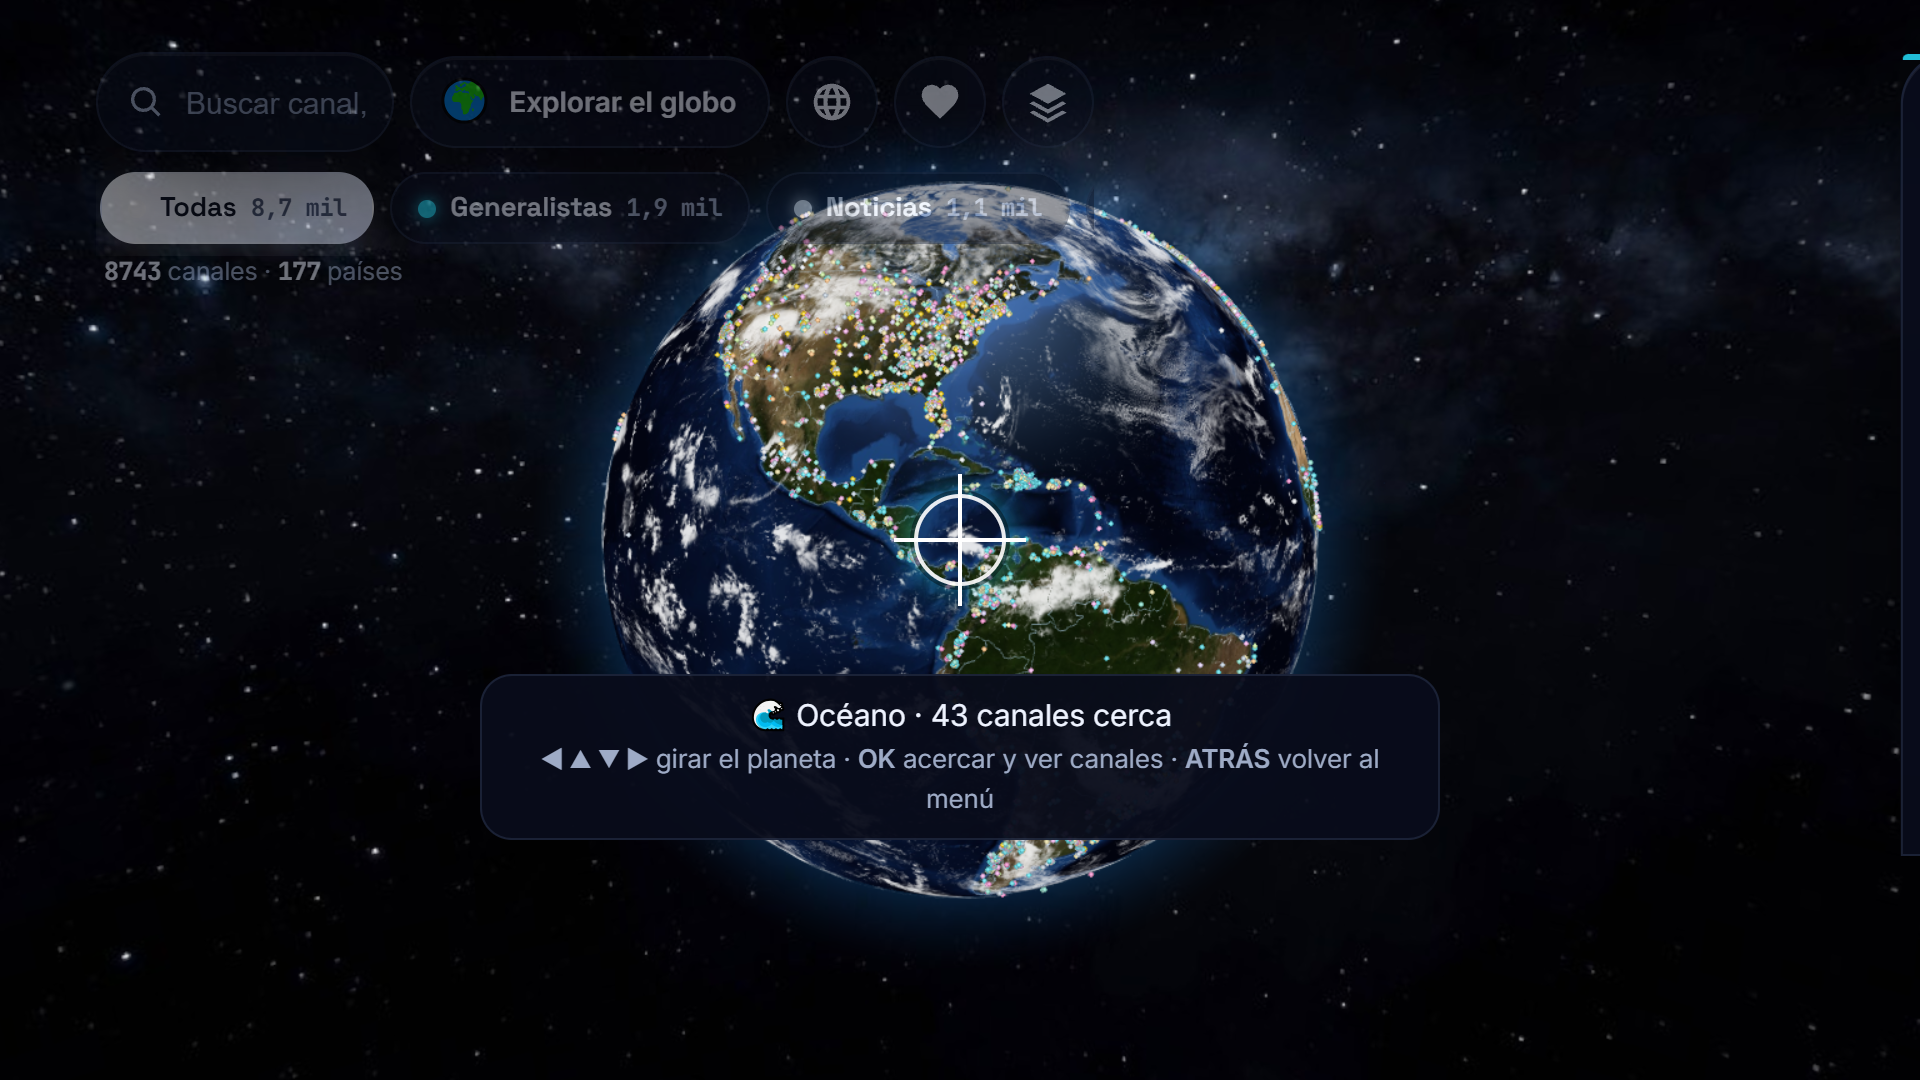 Buscar canal,
Explorar el globo
Todas 8,7 mil
Generalistas 1,9 mil
Noticias 1,1 mil
8743 canales · 177 países
Océano · 43 canales cerca
◀ ▲ ▼ ▶ girar el planeta · OK acercar y ver canales · ATRÁS volver al
menú